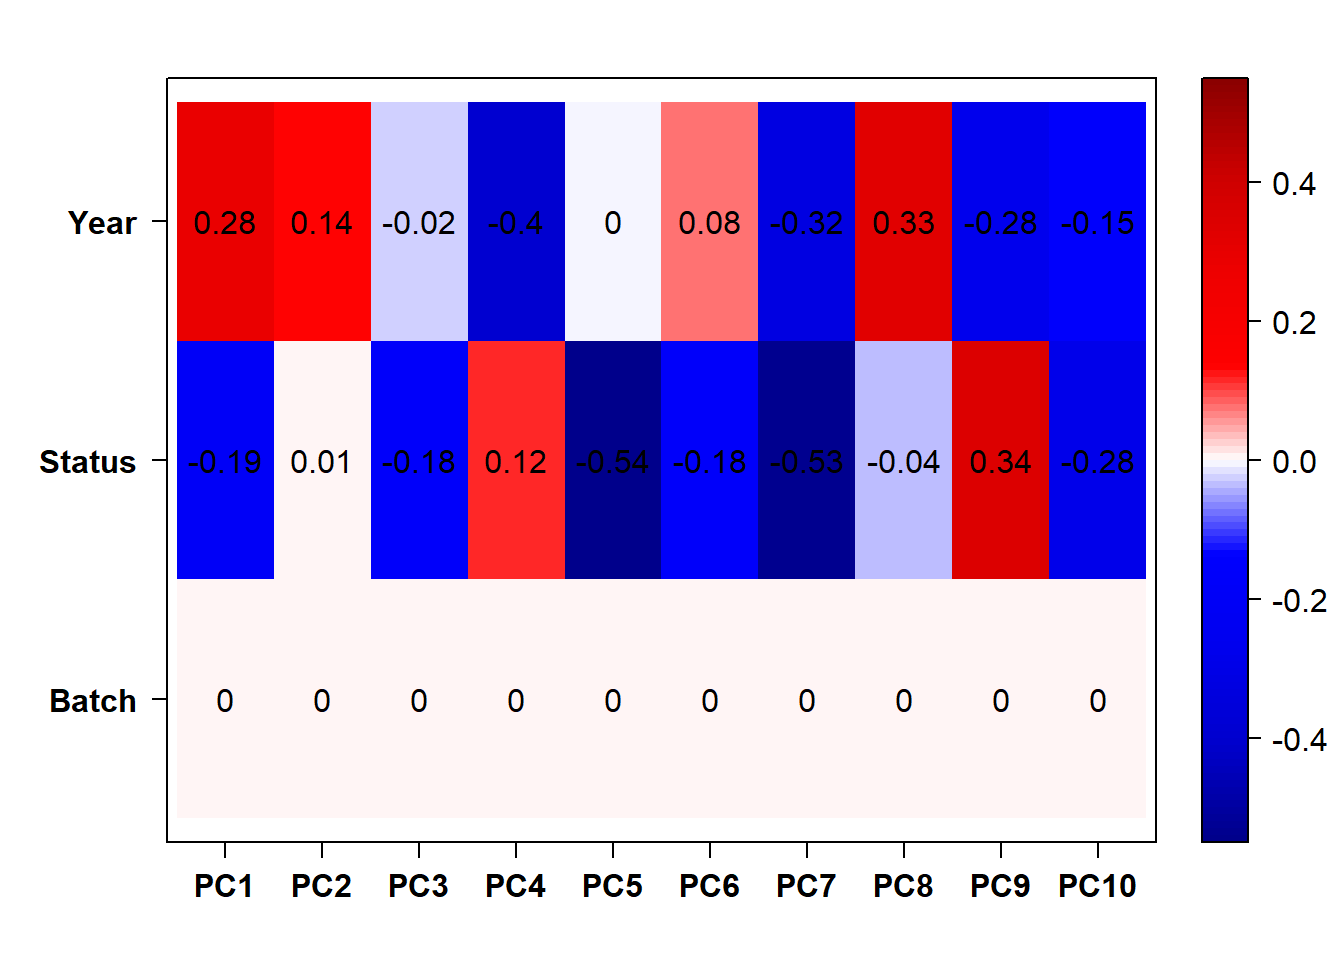 Year 0.28 0.14 -0.02 -0.4 0 0.08 -0.32 0.33 -0.28 -0.15
Status -0.19 0.01 -0.18 0.12 -0.54 -0.18 -0.53 -0.04 0.34 -0.28
Batch 0 0 0 0 0 0 0 0 0 0
PC1 PC2 PC3 PC4 PC5 PC6 PC7 PC8 PC9 PC10
0.4
0.2
0.0
-0.2
-0.4